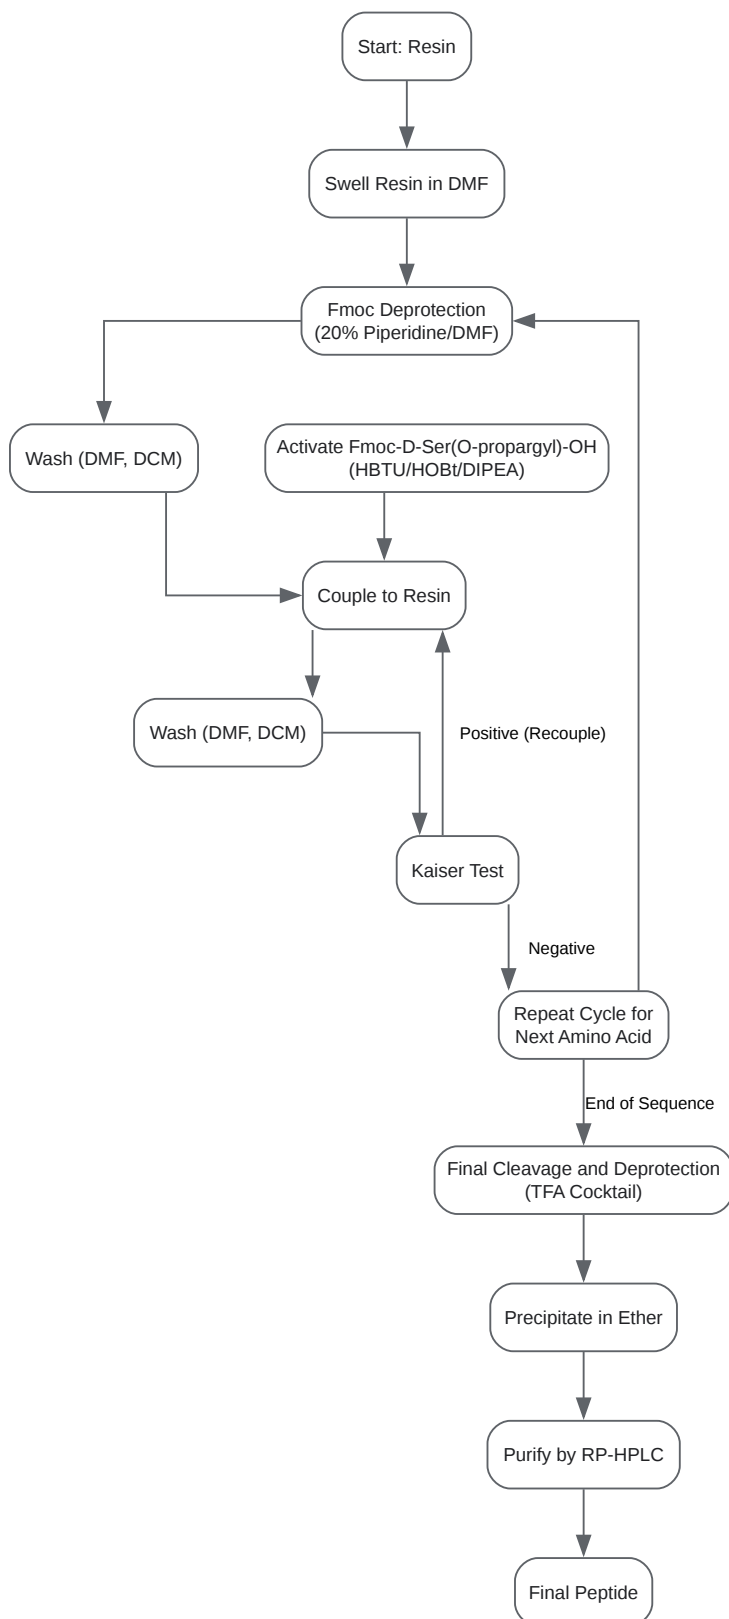 Start: Resin
Swell Resin in DMF
Fmoc Deprotection
(20% Piperidine/DMF)
Wash (DMF, DCM)
Activate Fmoc-D-Ser(O-propargyl)-OH
(HBTU/HOBt/DIPEA)
Couple to Resin
Wash (DMF, DCM)
Positive (Recouple)
Kaiser Test
Negative
Repeat Cycle for
Next Amino Acid
End of Sequence
Final Cleavage and Deprotection
(TFA Cocktail)
Precipitate in Ether
Purify by RP-HPLC
Final Peptide